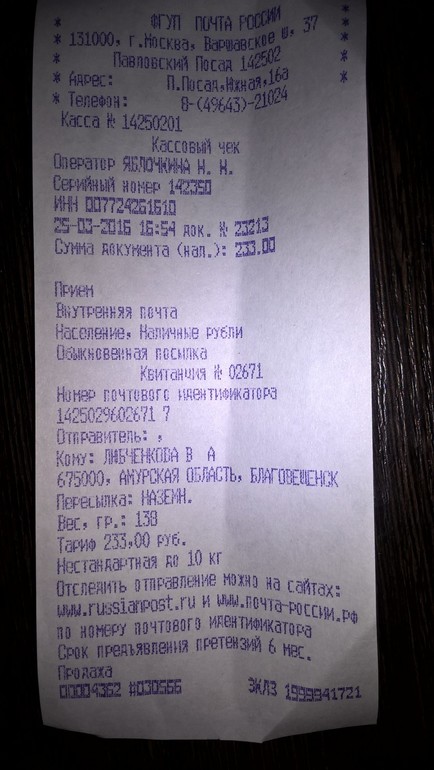 * ФГУП ПОЧТА РОССИИ *
* 131000, г.Москва, Варшавское ш, 37 *
* Павловский Посад 142502 *
* Адрес: П.Посад,Южная,16а *
* Телефон: 8-(49643)-21024
Касса № 14250201
Кассовый чек
Оператор ЯБЛОЧКИНА Н. Н.
Серийный номер 142350
ИНН 007724261610
25-03-2016 16:54 док. № 23213
Сумма документа (нал.): 233.00
Прием
Внутренняя почта
Население, Наличные рубли
Обыкновенная посылка
Квитанция № 02671
Номер почтового идентификатора
1425029602671 7
Отправитель: ,
Кому: ЛЮБЧЕНКОВА В А
675000, АМУРСКАЯ ОБЛАСТЬ, БЛАГОВЕЩЕНСК
Пересылка: НАЗЕМН.
Вес, гр.: 138
Тариф 233,00 руб.
Нестандартная до 10 кг
Отследить отправление можно на сайтах:
www.russianpost.ru и www.почта-россии.рф
по номеру почтового идентификатора
Срок предъявления претензий 6 мес.
Продажа
00004362 #030566 ЭКЛЗ 1999941721